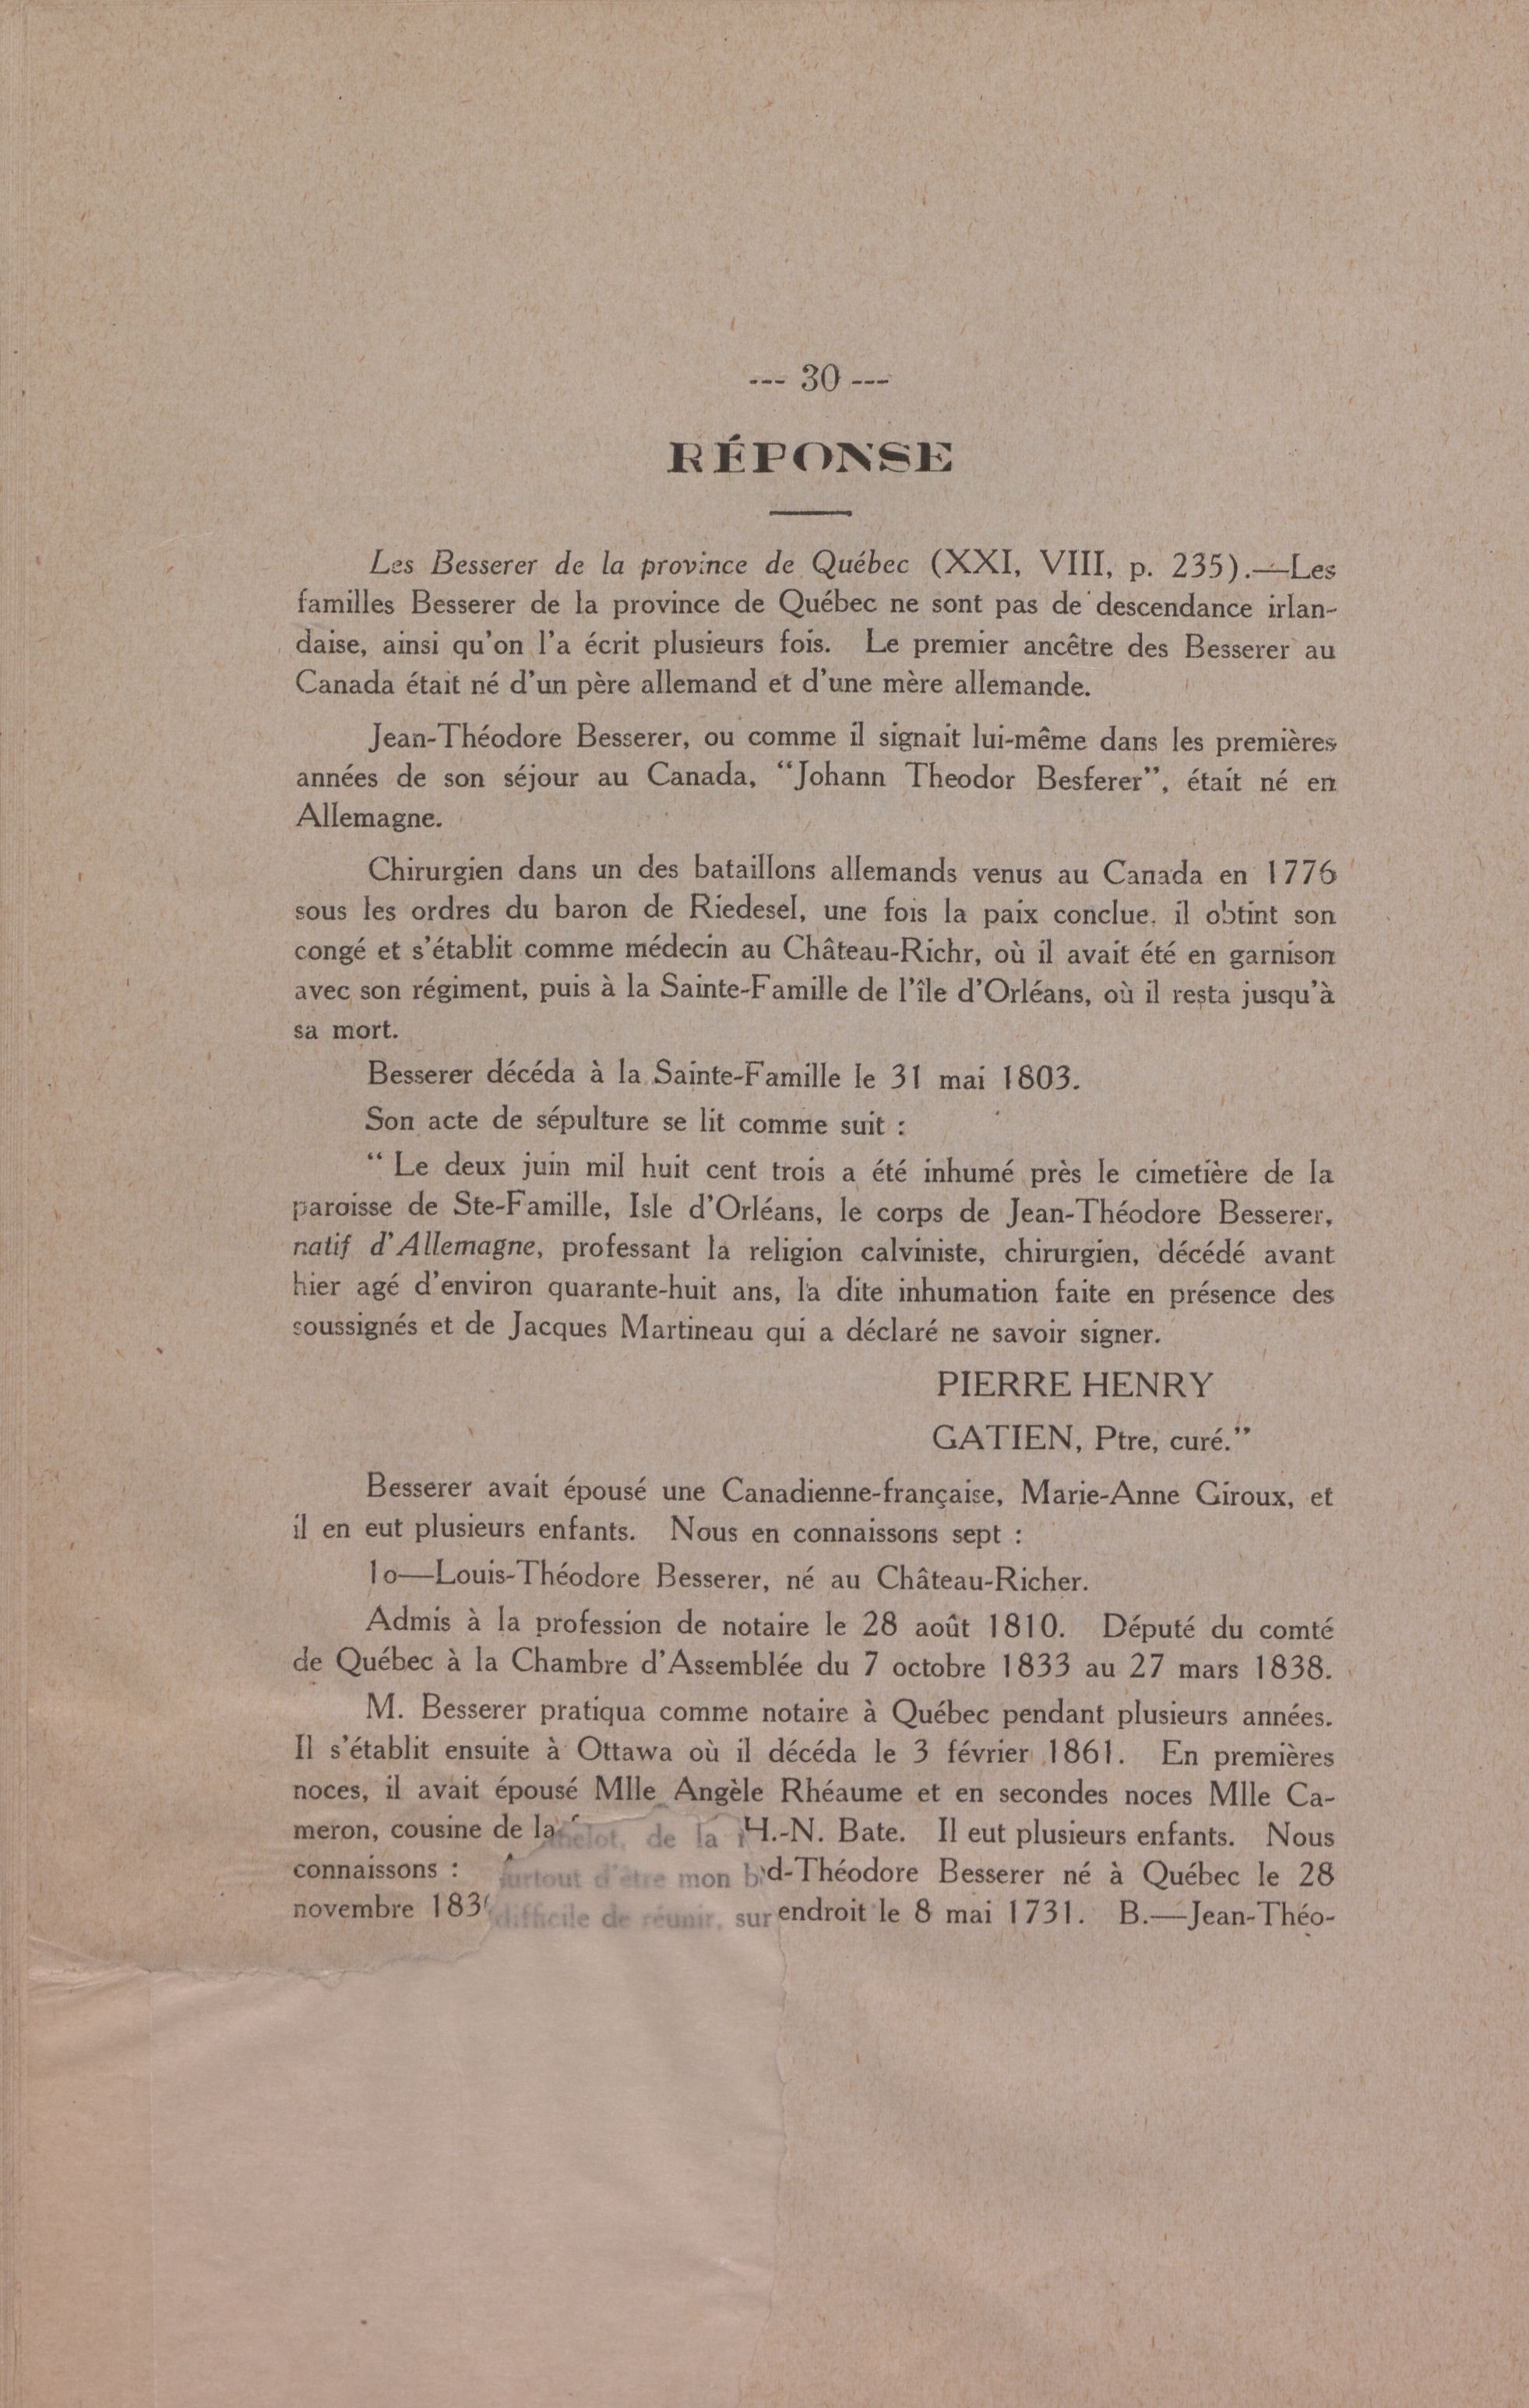 --- 30 ---
RÉPONSE
Les Besserer de la province de Québec (XXI, VIII, p. 235).—Les
familles Besserer de la province de Québec ne sont pas de descendance irlan-
daise, ainsi qu'on l'a écrit plusieurs fois. Le premier ancêtre des Besserer au
Canada était né d'un père allemand et d'une mère allemande.
Jean-Théodore Besserer, ou comme il signait lui-même dans les premières
années de son séjour au Canada, "Johann Theodor Besferer", était né en
Allemagne.
Chirurgien dans un des bataillons allemands venus au Canada en 1776
sous les ordres du baron de Riedesel, une fois la paix conclue, il obtint son
congé et s'établit comme médecin au Château-Richr, où il avait été en garnison
avec son régiment, puis à la Sainte-Famille de l'île d'Orléans, où il resta jusqu'à
sa mort.
Besserer décéda à la Sainte-Famille le 31 mai 1803.
Son acte de sépulture se lit comme suit :
" Le deux juin mil huit cent trois a été inhumé près le cimetière de la
paroisse de Ste-Famille, Isle d'Orléans, le corps de Jean-Théodore Besserer,
natif d'Allemagne, professant la religion calviniste, chirurgien, décédé avant
hier agé d'environ quarante-huit ans, la dite inhumation faite en présence des
soussignés et de Jacques Martineau qui a déclaré ne savoir signer.
PIERRE HENRY
GATIEN, Ptre, curé."
Besserer avait épousé une Canadienne-française, Marie-Anne Giroux, et
il en eut plusieurs enfants. Nous en connaissons sept :
1o—Louis-Théodore Besserer, né au Château-Richer.
Admis à la profession de notaire le 28 août 1810. Député du comté
de Québec à la Chambre d'Assemblée du 7 octobre 1833 au 27 mars 1838.
M. Besserer pratiqua comme notaire à Québec pendant plusieurs années.
Il s'établit ensuite à Ottawa où il décéda le 3 février 1861. En premières
noces, il avait épousé Mlle Angèle Rhéaume et en secondes noces Mlle Ca-
meron, cousine de la de la H.-N. Bate. Il eut plusieurs enfants. Nous
connaissons : surtout d'être mon d-Théodore Besserer né à Québec le 28
novembre 183 difficile de réunir, sur endroit le 8 mai 1731. B.—Jean-Théo-